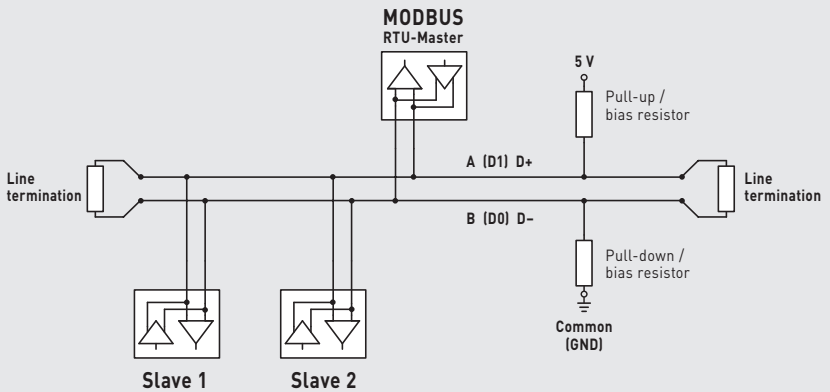 MODBUS
RTU-Master
5 V
Pull-up /
bias resistor
A (D1) D+
Line
termination
Line
termination
B (D0) D–
Pull-down /
bias resistor
Common
(GND)
Slave 1
Slave 2